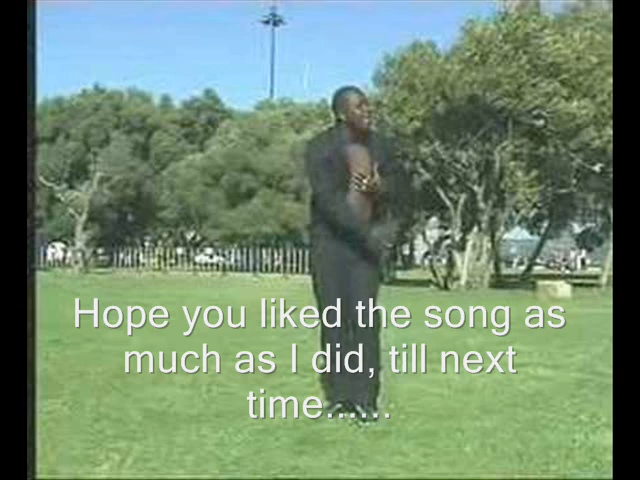 Hope you liked the song as
much as I did, till next
time......